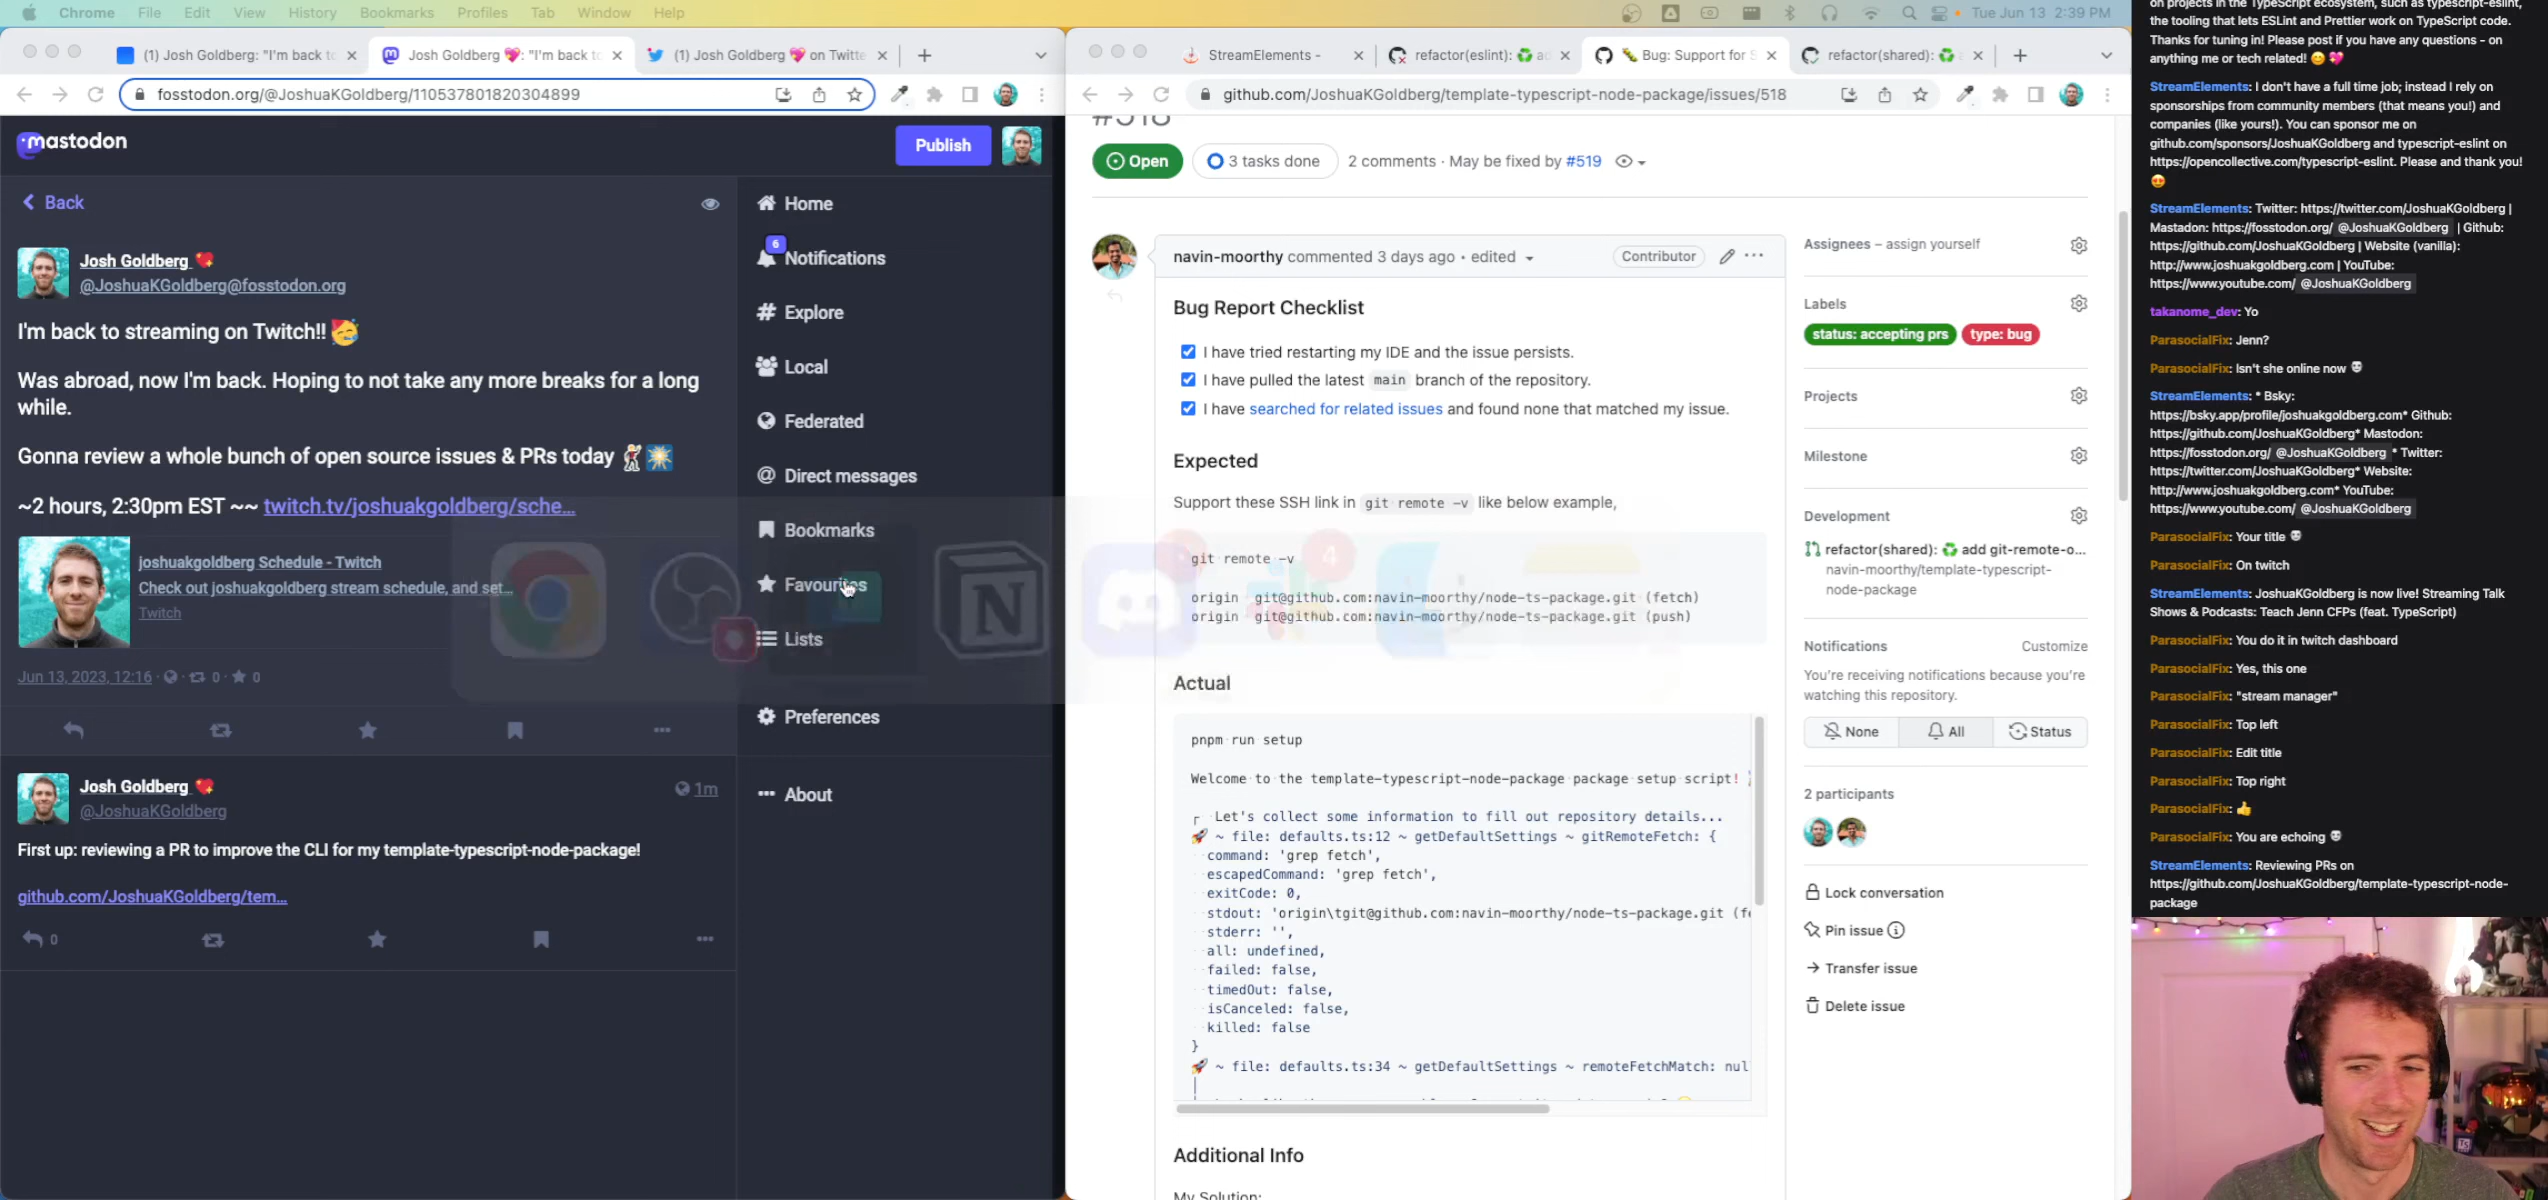 Chrome File Edit View History Bookmarks Profiles Tab Window Help
Tue Jun 13 2:39 PM
(1) Josh Goldberg: "I'm back to
Josh Goldberg 💖: "I'm back to
(1) Josh Goldberg 💖 on Twitte
fosstodon.org/@JoshuaKGoldberg/110537801820304899
mastodon
Publish
Back
Josh Goldberg 💖
@JoshuaKGoldberg@fosstodon.org
I'm back to streaming on Twitch!! 🥳
Was abroad, now I'm back. Hoping to not take any more breaks for a long
while.
Gonna review a whole bunch of open source issues & PRs today
~2 hours, 2:30pm EST ~~ twitch.tv/joshuakgoldberg/sche...
joshuakgoldberg Schedule - Twitch
Check out joshuakgoldberg stream schedule, and set...
Twitch
Jun 13, 2023, 12:16 · 0 · 0
Josh Goldberg 💖
1m
@JoshuaKGoldberg
First up: reviewing a PR to improve the CLI for my template-typescript-node-package!
github.com/JoshuaKGoldberg/tem...
0
Home
6
Notifications
Explore
Local
Federated
Direct messages
Bookmarks
Favourites
Lists
Preferences
About
N
4
StreamElements -
refactor(eslint): ♻️ ad
🐛 Bug: Support for S
refactor(shared): ♻️ a
github.com/JoshuaKGoldberg/template-typescript-node-package/issues/518
#518
Open
3 tasks done
2 comments · May be fixed by #519
navin-moorthy commented 3 days ago · edited
Contributor
Bug Report Checklist
I have tried restarting my IDE and the issue persists.
I have pulled the latest main branch of the repository.
I have searched for related issues and found none that matched my issue.
Expected
Support these SSH link in git remote -v like below example,
git remote -v
origin git@github.com:navin-moorthy/node-ts-package.git (fetch)
origin git@github.com:navin-moorthy/node-ts-package.git (push)
Actual
pnpm run setup
Welcome to the template-typescript-node-package package setup script!
Let's collect some information to fill out repository details...
🚀 ~ file: defaults.ts:12 ~ getDefaultSettings ~ gitRemoteFetch: {
command: 'grep fetch',
escapedCommand: 'grep fetch',
exitCode: 0,
stdout: 'origin\tgit@github.com:navin-moorthy/node-ts-package.git (fe
stderr: '',
all: undefined,
failed: false,
timedOut: false,
isCanceled: false,
killed: false
}
🚀 ~ file: defaults.ts:34 ~ getDefaultSettings ~ remoteFetchMatch: nul
Additional Info
My Solution:
Assignees – assign yourself
Labels
status: accepting prs type: bug
Projects
Milestone
Development
refactor(shared): ♻️ add git-remote-o...
navin-moorthy/template-typescript-
node-package
Notifications Customize
You're receiving notifications because you're
watching this repository.
None All Status
2 participants
Lock conversation
Pin issue
Transfer issue
Delete issue
on projects in the TypeScript ecosystem, such as typescript-eslint,
the tooling that lets ESLint and Prettier work on TypeScript code.
Thanks for tuning in! Please post if you have any questions - on
anything me or tech related! 😊 💖
StreamElements: I don't have a full time job; instead I rely on
sponsorships from community members (that means you!) and
companies (like yours!). You can sponsor me on
github.com/sponsors/JoshuaKGoldberg and typescript-eslint on
https://opencollective.com/typescript-eslint. Please and thank you!
😍
StreamElements: Twitter: https://twitter.com/JoshuaKGoldberg |
Mastadon: https://fosstodon.org/ @JoshuaKGoldberg | Github:
https://github.com/JoshuaKGoldberg | Website (vanilla):
http://www.joshuakgoldberg.com | YouTube:
https://www.youtube.com/ @JoshuaKGoldberg
takanome_dev: Yo
ParasocialFix: Jenn?
ParasocialFix: Isn't she online now 💀
StreamElements: * Bsky:
https://bsky.app/profile/joshuakgoldberg.com* Github:
https://github.com/JoshuaKGoldberg* Mastodon:
https://fosstodon.org/ @JoshuaKGoldberg * Twitter:
https://twitter.com/JoshuaKGoldberg* Website:
http://www.joshuakgoldberg.com* YouTube:
https://www.youtube.com/ @JoshuaKGoldberg
ParasocialFix: Your title 💀
ParasocialFix: On twitch
StreamElements: JoshuaKGoldberg is now live! Streaming Talk
Shows & Podcasts: Teach Jenn CFPs (feat. TypeScript)
ParasocialFix: You do it in twitch dashboard
ParasocialFix: Yes, this one
ParasocialFix: "stream manager"
ParasocialFix: Top left
ParasocialFix: Edit title
ParasocialFix: Top right
ParasocialFix: 👍
ParasocialFix: You are echoing 💀
StreamElements: Reviewing PRs on
https://github.com/JoshuaKGoldberg/template-typescript-node-
package